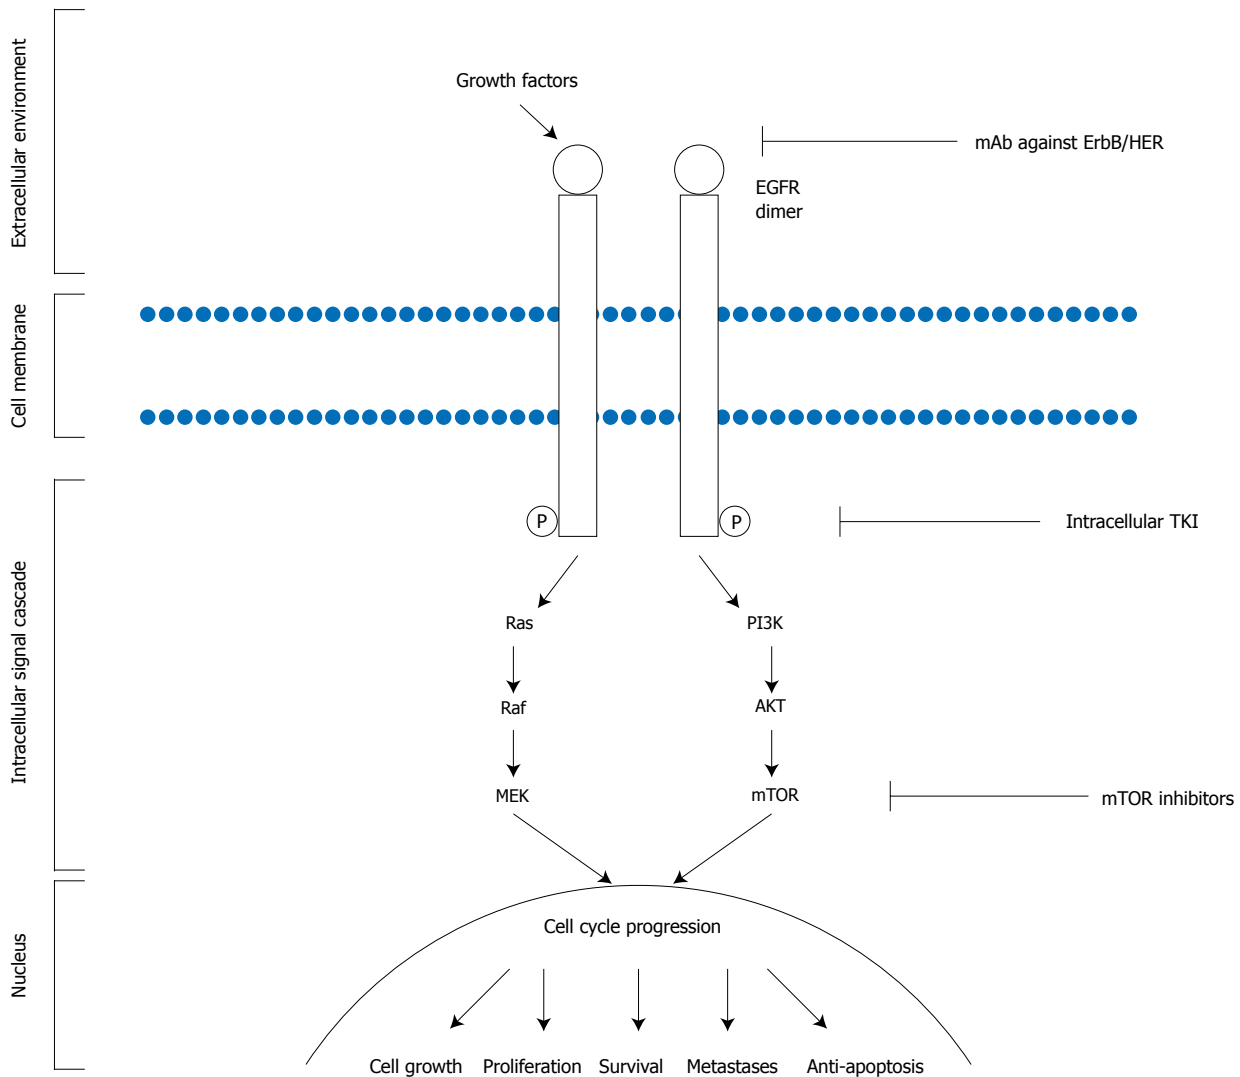 Extracellular environment
Growth factors
mAb against ErbB/HER
EGFR
dimer
Cell membrane
Intracellular signal cascade
P
P
Intracellular TKI
Ras
PI3K
Raf
AKT
MEK
mTOR
mTOR inhibitors
Nucleus
Cell cycle progression
Cell growth
Proliferation
Survival
Metastases
Anti-apoptosis